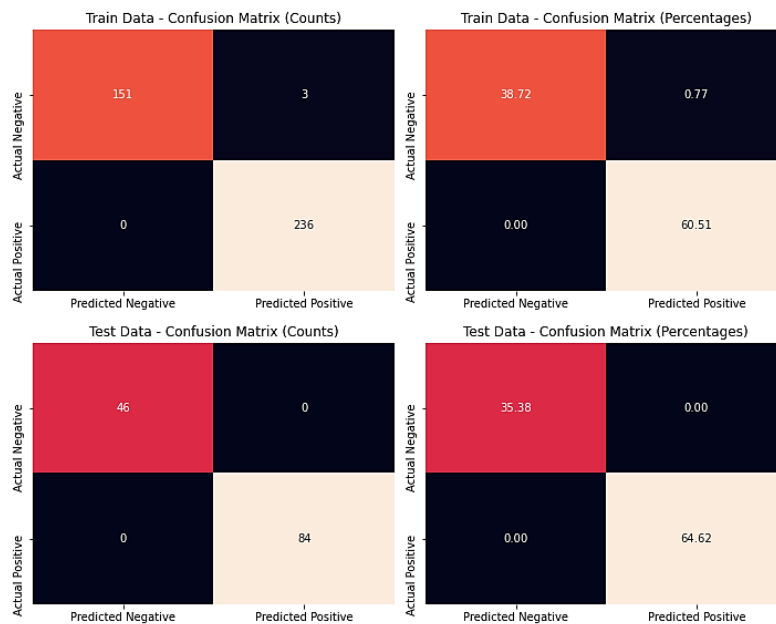 Train Data - Confusion Matrix (Counts)
Actual Negative
Actual Positive
151
3
0
236
Predicted Negative
Predicted Positive
Train Data - Confusion Matrix (Percentages)
Actual Negative
Actual Positive
38.72
0.77
0.00
60.51
Predicted Negative
Predicted Positive
Test Data - Confusion Matrix (Counts)
Actual Negative
Actual Positive
46
0
0
84
Predicted Negative
Predicted Positive
Test Data - Confusion Matrix (Percentages)
Actual Negative
Actual Positive
35.38
0.00
0.00
64.62
Predicted Negative
Predicted Positive